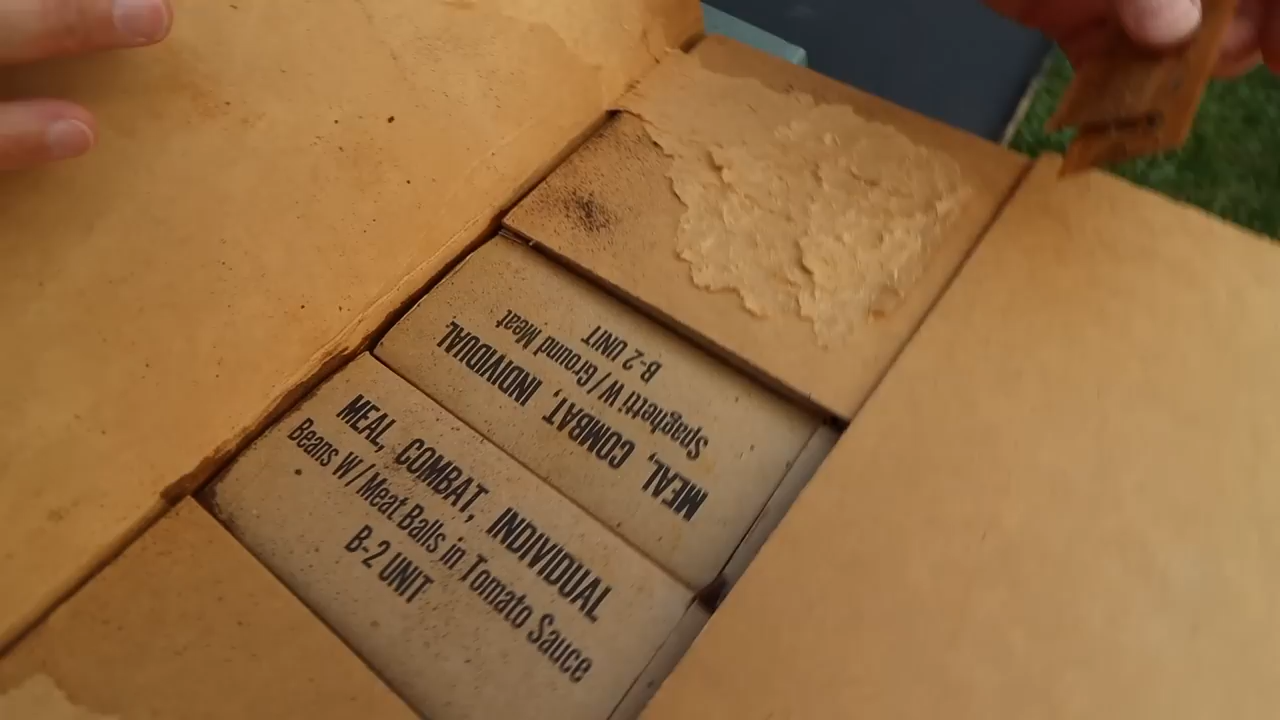 MEAL, COMBAT, INDIVIDUAL
Spaghetti W/Ground Meat
B-2 UNIT
MEAL, COMBAT, INDIVIDUAL
Beans W/Meat Balls in Tomato Sauce
B-2 UNIT